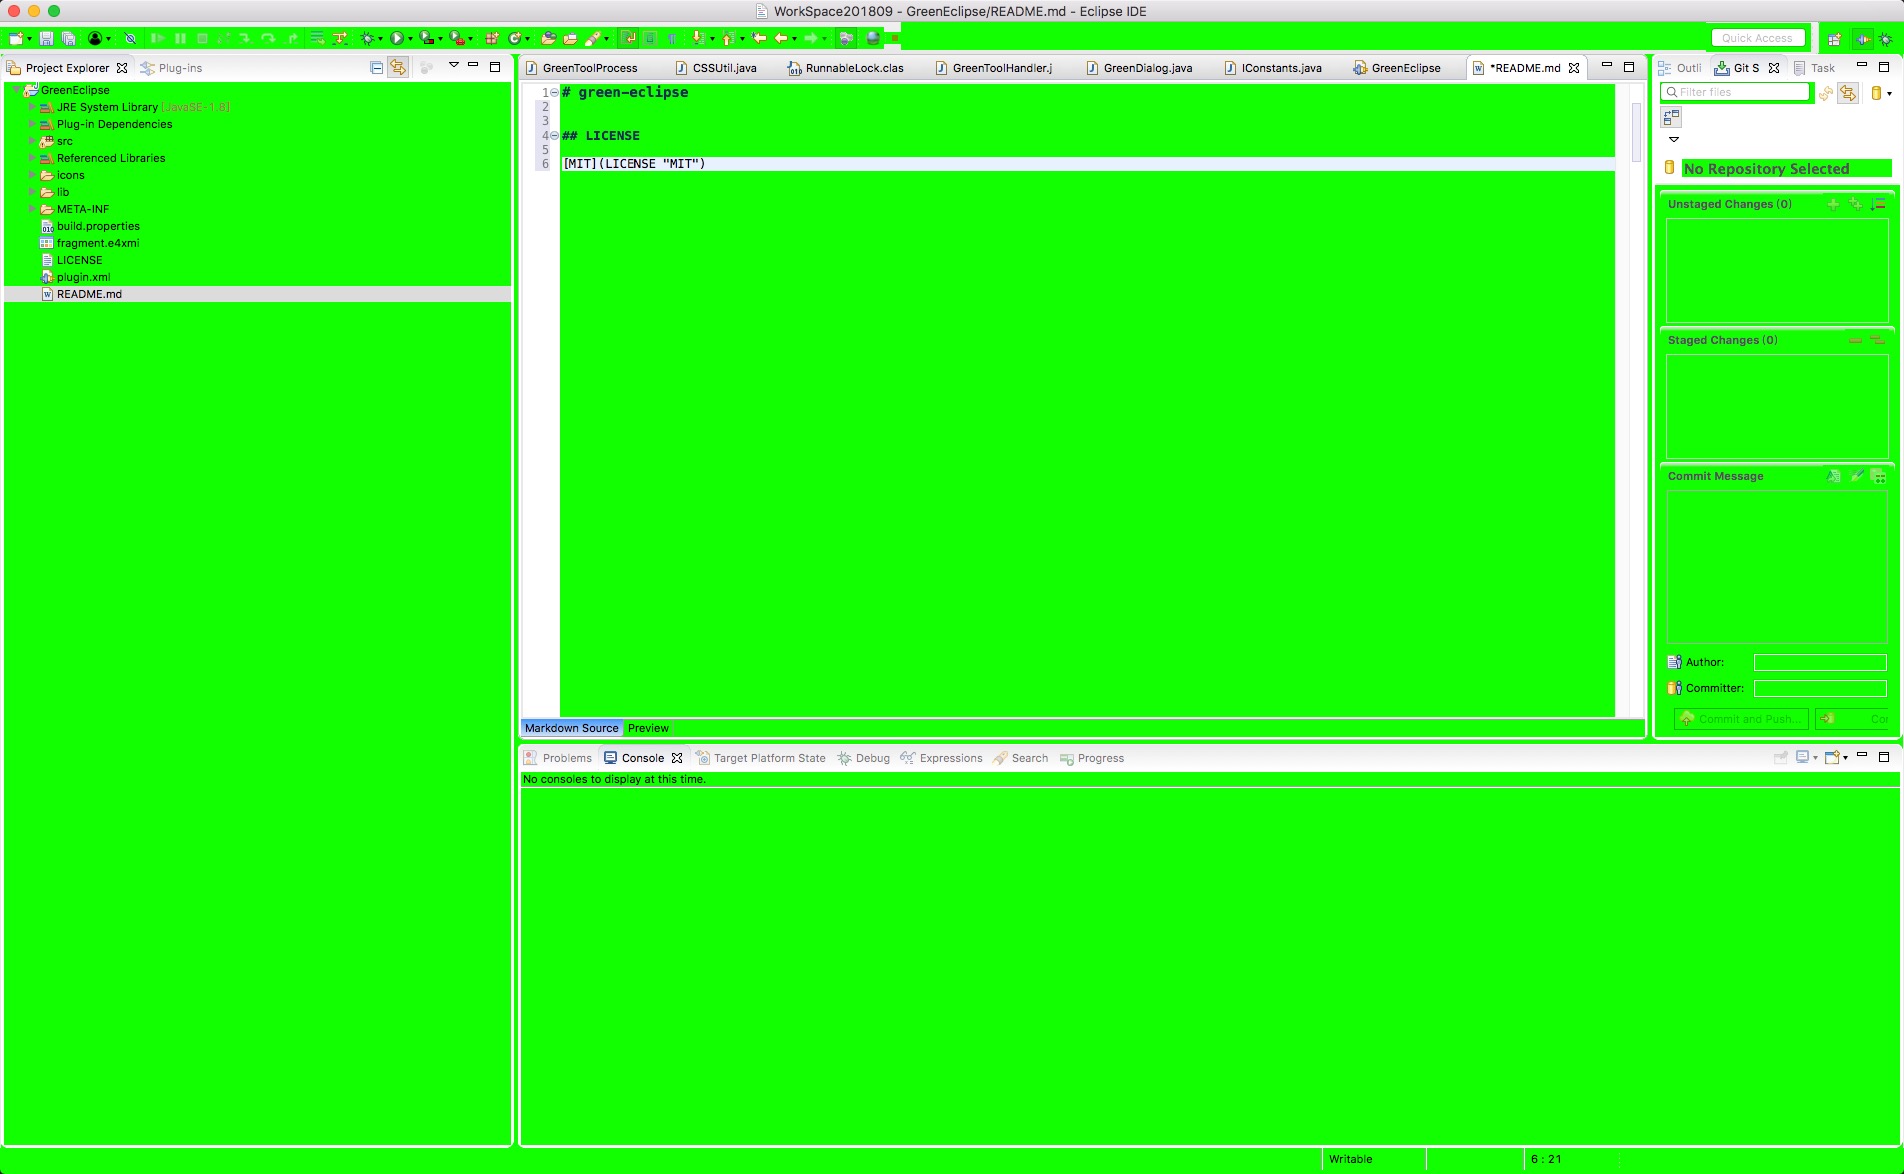 WorkSpace201809 - GreenEclipse/README.md - Eclipse IDE
Quick Access
Project Explorer Plug-ins
GreenEclipse
JRE System Library [JavaSE-1.8]
Plug-in Dependencies
src
Referenced Libraries
icons
lib
META-INF
build.properties
fragment.e4xmi
LICENSE
plugin.xml
README.md
GreenToolProcess CSSUtil.java RunnableLock.clas GreenToolHandler.j GreenDialog.java IConstants.java GreenEclipse *README.md
1 # green-eclipse
2
3
4 ## LICENSE
5
6 [MIT](LICENSE "MIT")
Markdown Source Preview
Outli Git S Task
Filter files
No Repository Selected
Unstaged Changes (0)
Staged Changes (0)
Commit Message
Author:
Committer:
Commit and Push... Co
Problems Console Target Platform State Debug Expressions Search Progress
No consoles to display at this time.
Writable 6 : 21